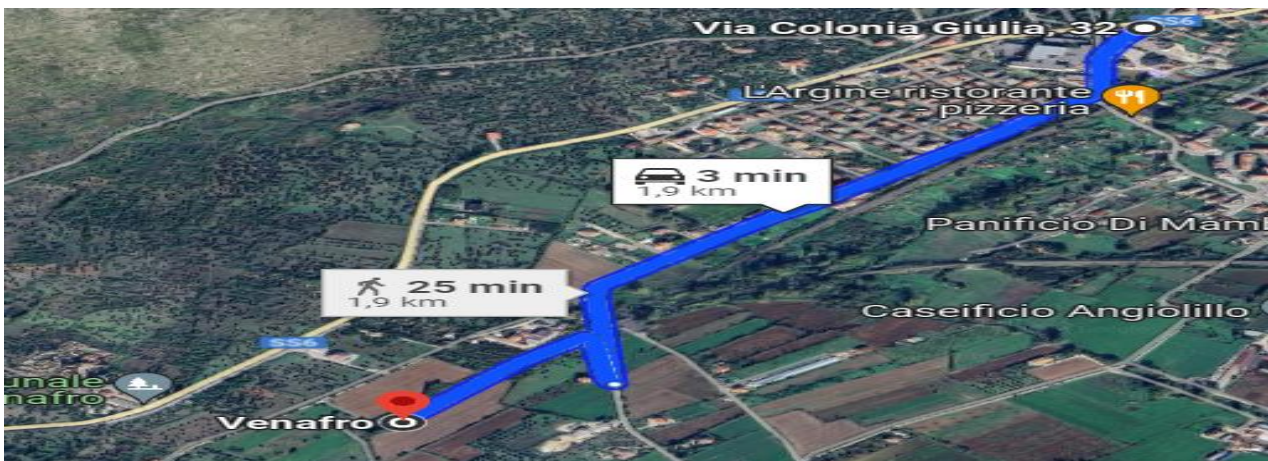 Via Colonia Giulia, 32
SS6
L'Argine ristorante
- pizzeria
3 min
1,9 km
Panificio Di Mamb
25 min
1,9 km
Caseificio Angiolillo
SS6
unale
nafro
Venafro